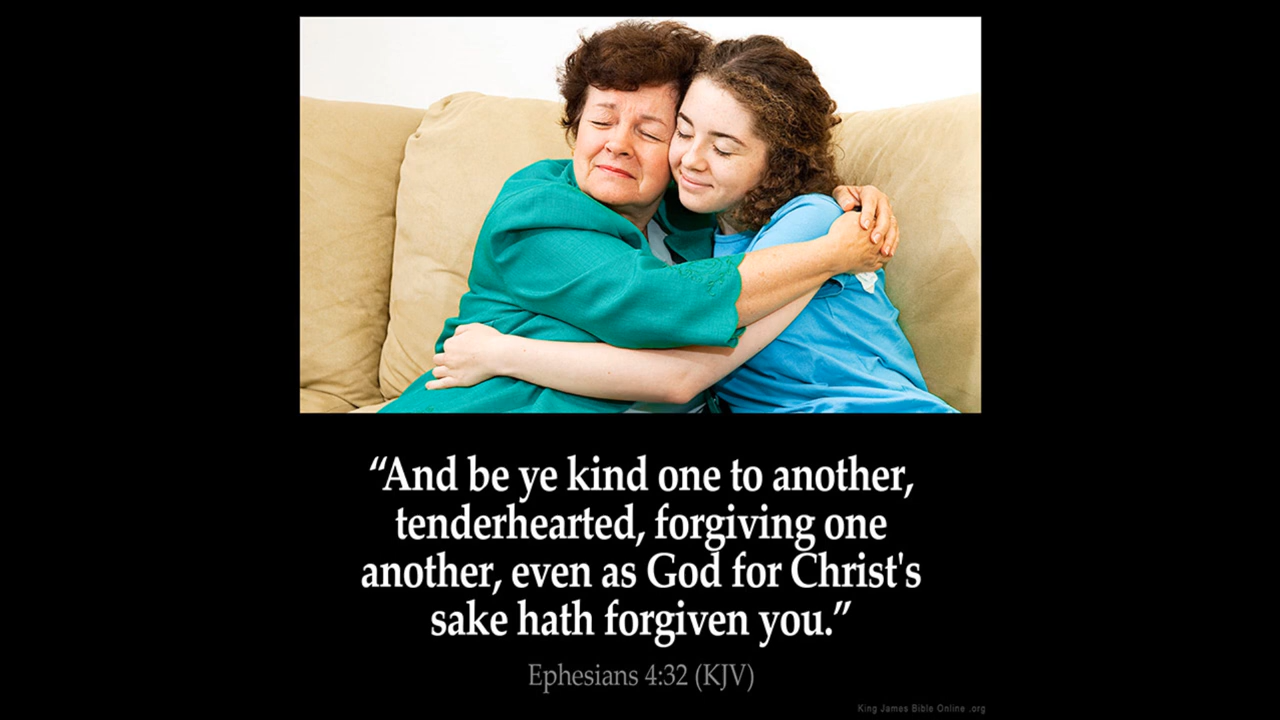 “And be ye kind one to another,
tenderhearted, forgiving one
another, even as God for Christ's
sake hath forgiven you.”
Ephesians 4:32 (KJV)
King James Bible Online .org